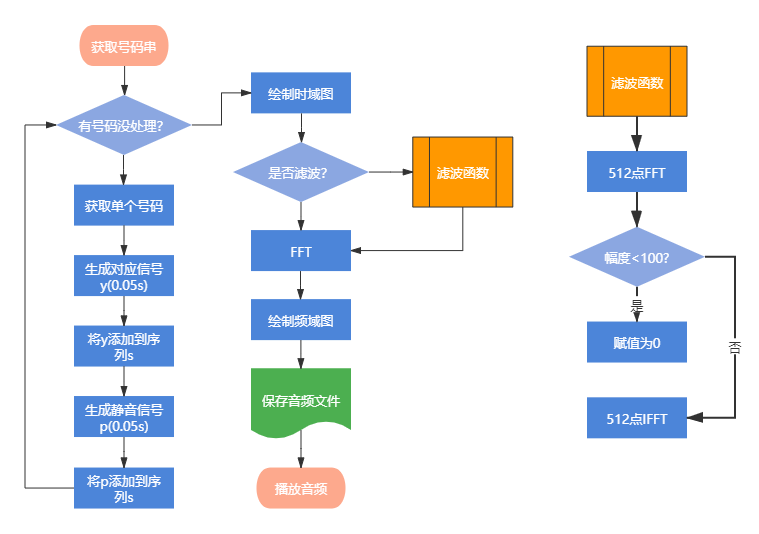 获取号码串
有号码没处理?
获取单个号码
生成对应信号
y(0.05s)
将y添加到序
列s
生成静音信号
p(0.05s)
将p添加到序
列s
绘制时域图
是否滤波?
滤波函数
FFT
绘制频域图
保存音频文件
播放音频
滤波函数
512点FFT
幅度<100?
是
否
赋值为0
512点IFFT